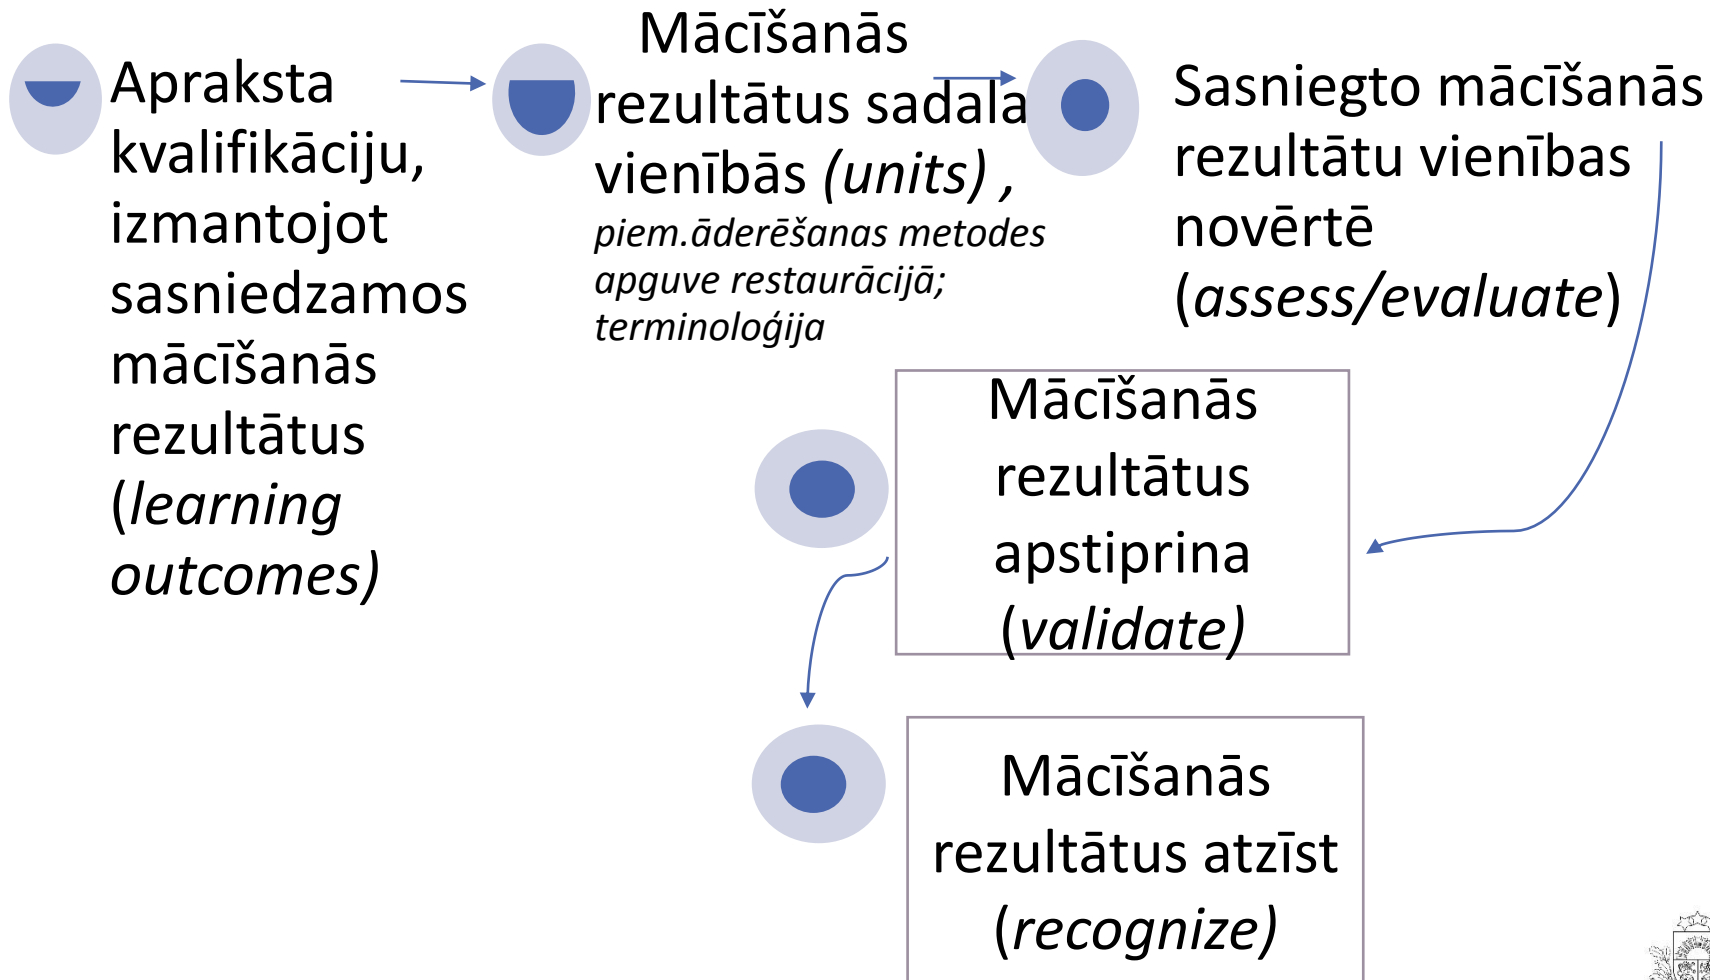 Apraksta
kvalifikāciju,
izmantojot
sasniedzamos
mācīšanās
rezultātus
(learning
outcomes)
Mācīšanās
rezultātus sadala
vienībās (units) ,
piem.āderēšanas metodes
apguve restaurācijā;
terminoloģija
Sasniegto mācīšanās
rezultātu vienības
novērtē
(assess/evaluate)
Mācīšanās
rezultātus
apstiprina
(validate)
Mācīšanās
rezultātus atzīst
(recognize)